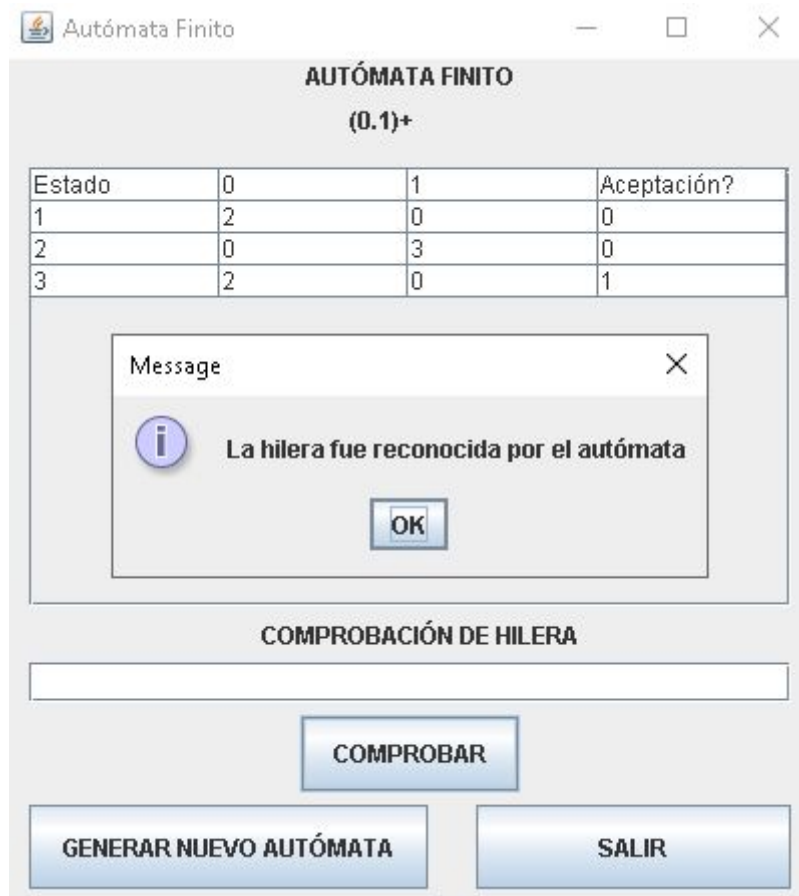 Autómata Finito
AUTÓMATA FINITO
(0.1)+
Estado 0 1 Aceptación?
1 2 0 0
2 0 3 0
3 2 0 1
Message
i La hilera fue reconocida por el autómata
OK
COMPROBACIÓN DE HILERA
COMPROBAR
GENERAR NUEVO AUTÓMATA SALIR